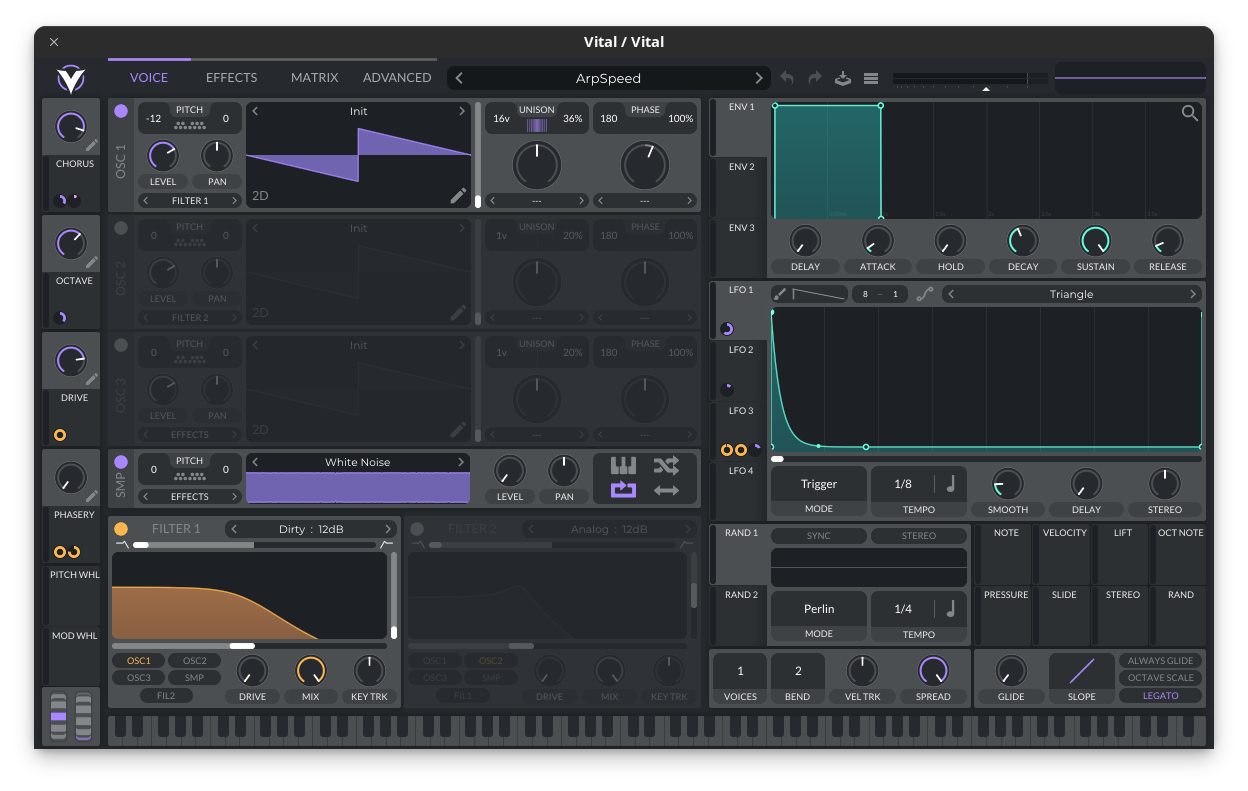 Vital / Vital
VOICE EFFECTS MATRIX ADVANCED ArpSpeed
CHORUS
OCTAVE
DRIVE
PHASERY
PITCH WHL
MOD WHL
OSC 1
PITCH
-12 0
LEVEL PAN
FILTER 1
Init
2D
UNISON
16v 36%
---
PHASE
180 100%
---
OSC 2
PITCH
0 0
LEVEL PAN
FILTER 2
Init
2D
UNISON
1v 20%
---
PHASE
180 100%
---
OSC 3
PITCH
0 0
LEVEL PAN
EFFECTS
Init
2D
UNISON
1v 20%
---
PHASE
180 100%
---
SMP
PITCH
0 0
EFFECTS
White Noise
LEVEL PAN
FILTER 1 Dirty : 12dB
OSC1 OSC2
OSC3 SMP
FIL2
DRIVE MIX KEY TRK
FILTER 2 Analog : 12dB
OSC1 OSC2
OSC3 SMP
FIL1
DRIVE MIX KEY TRK
ENV 1
ENV 2
ENV 3
DELAY ATTACK HOLD DECAY SUSTAIN RELEASE
LFO 1
LFO 2
LFO 3
LFO 4
8 - 1
Triangle
Trigger
MODE
1/8
TEMPO
SMOOTH DELAY STEREO
RAND 1
RAND 2
SYNC STEREO
Perlin
MODE
1/4
TEMPO
NOTE VELOCITY LIFT OCT NOTE
PRESSURE SLIDE STEREO RAND
1
VOICES
2
BEND
VEL TRK SPREAD
GLIDE SLOPE
ALWAYS GLIDE
OCTAVE SCALE
LEGATO